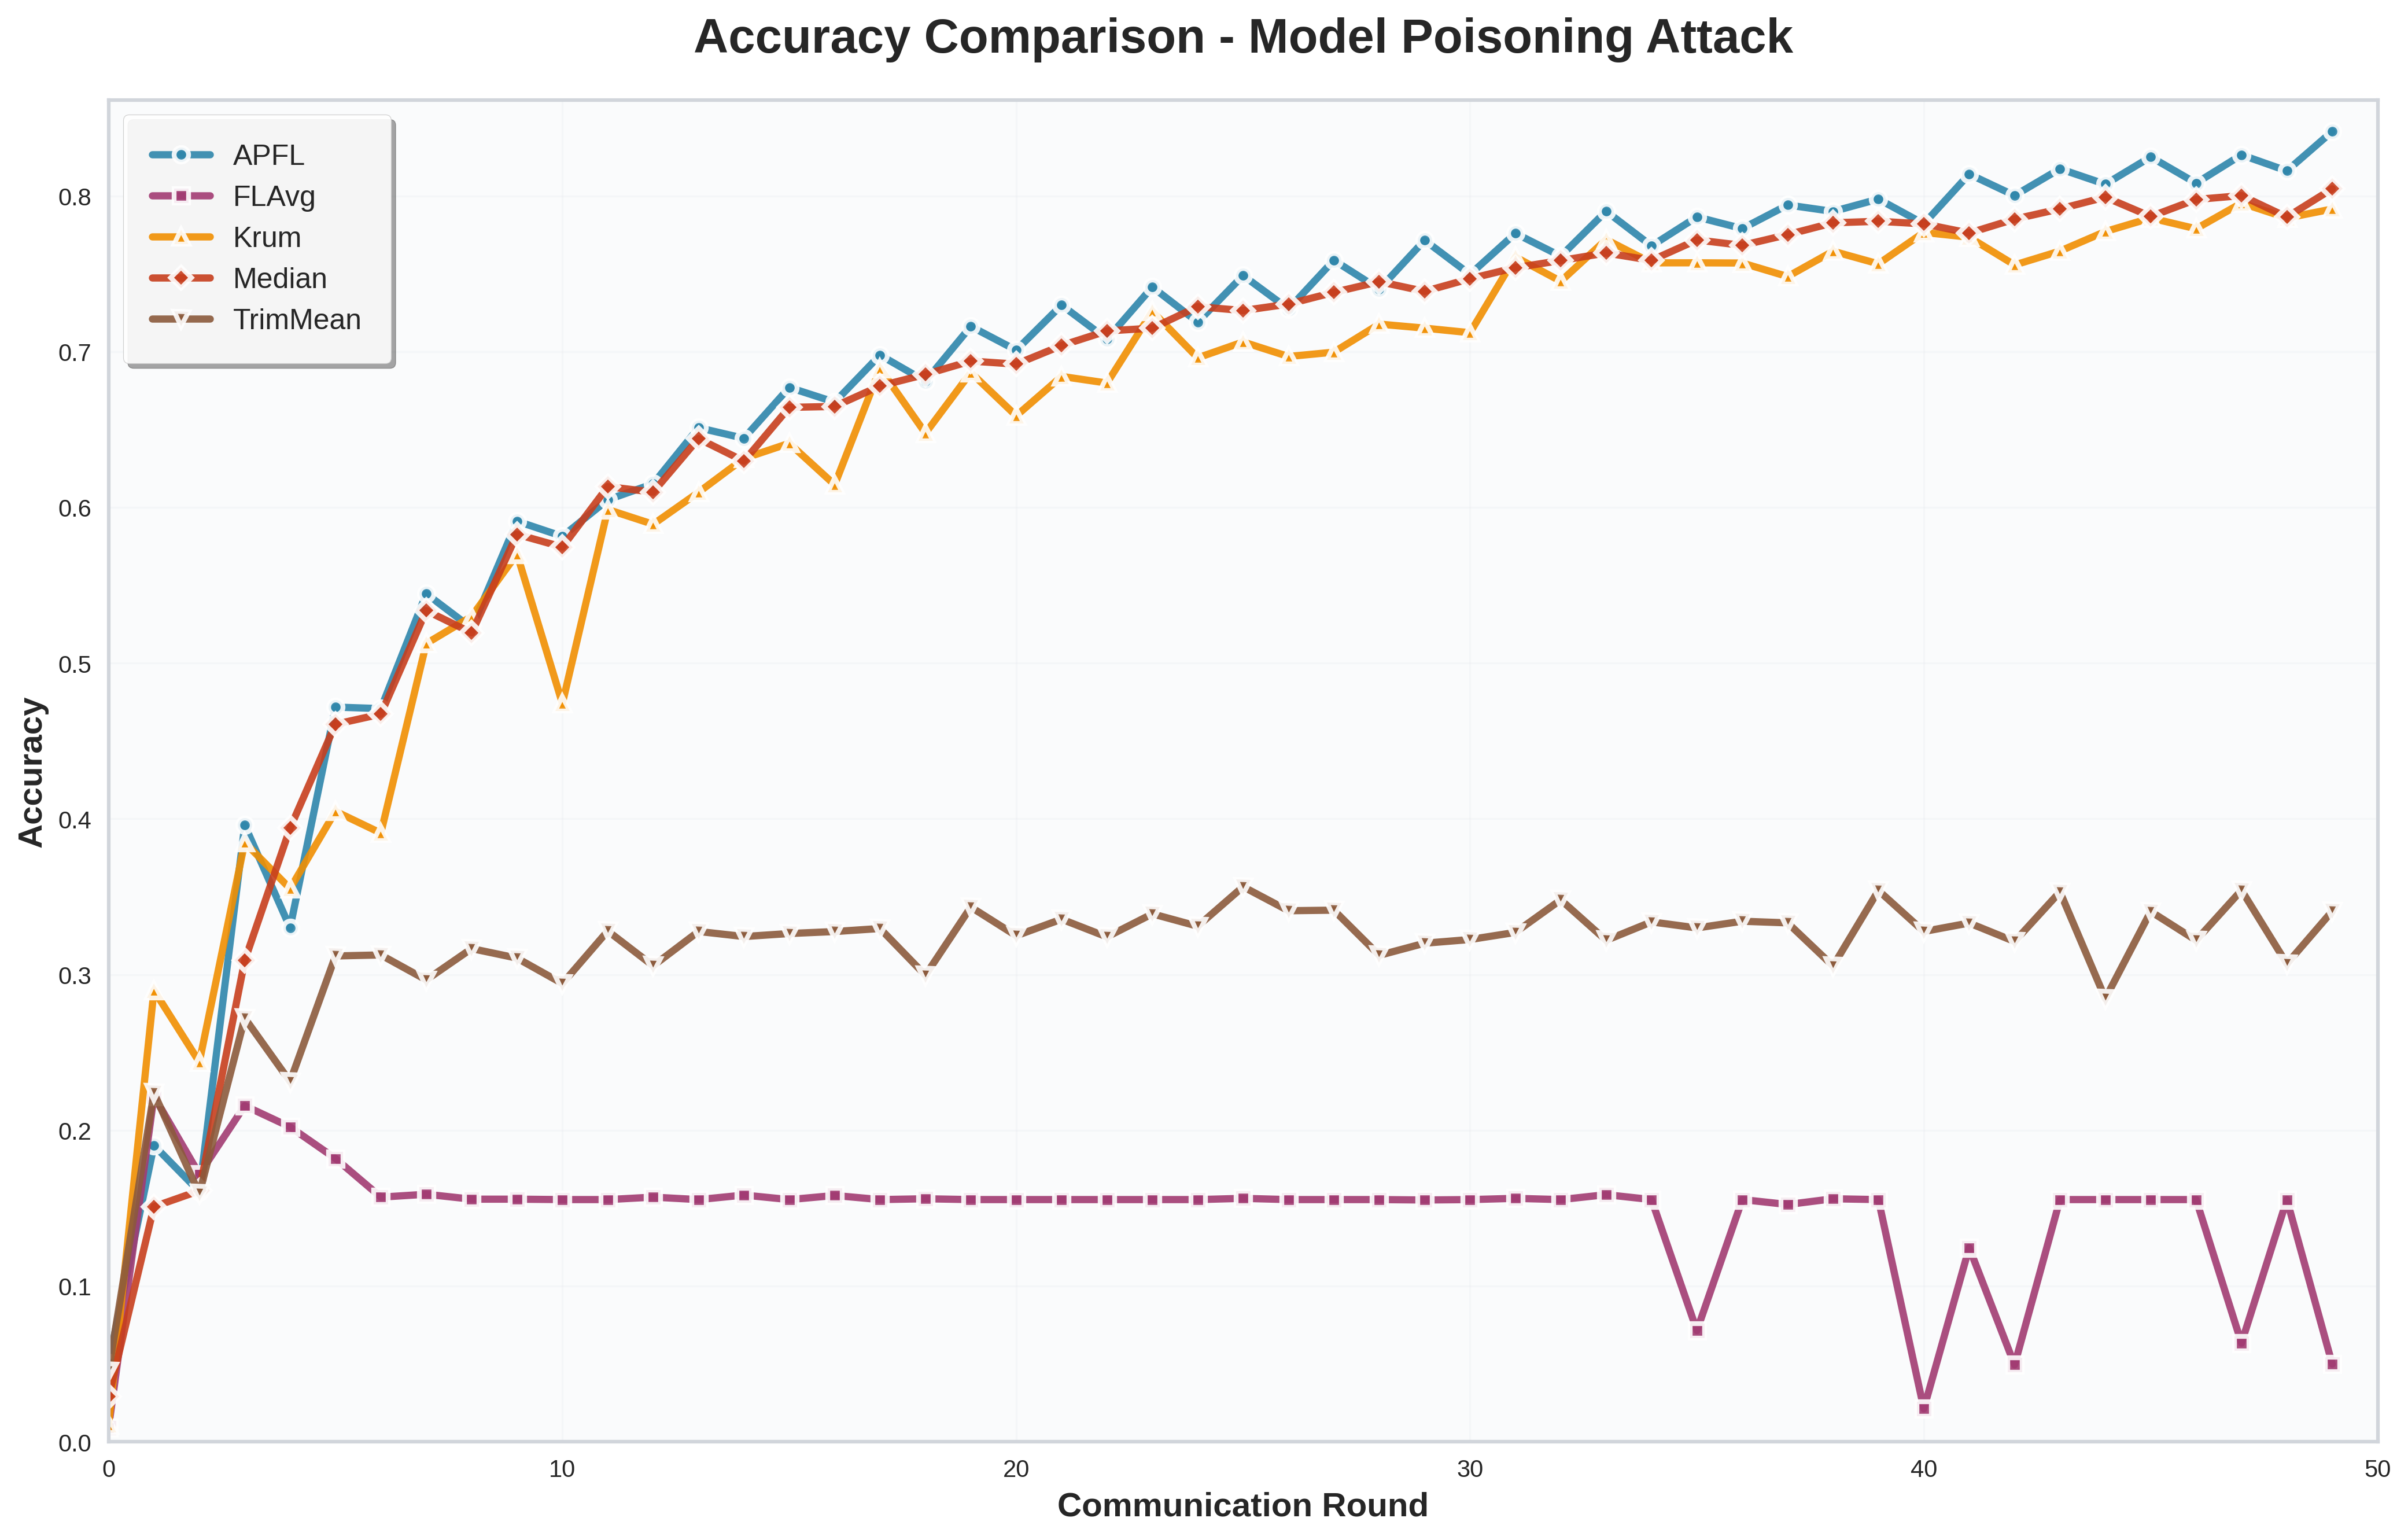 Accuracy Comparison - Model Poisoning Attack
APFL
FLAvg
Krum
Median
TrimMean
Accuracy
0.8
0.7
0.6
0.5
0.4
0.3
0.2
0.1
0.0
0 10 20 30 40 50
Communication Round